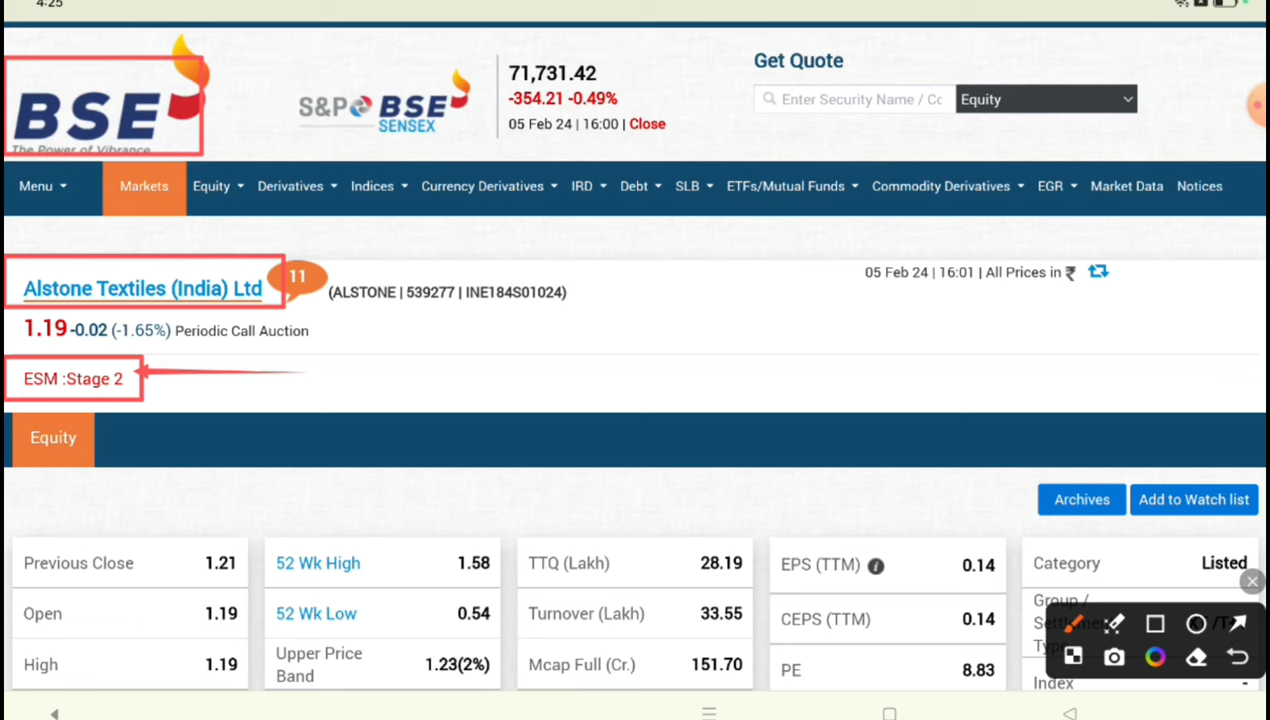 4:25
BSE
The Power of Vibrance
S&P BSE
SENSEX
71,731.42
-354.21 -0.49%
05 Feb 24 | 16:00 | Close
Get Quote
Enter Security Name / Cc
Equity
Menu
Markets
Equity
Derivatives
Indices
Currency Derivatives
IRD
Debt
SLB
ETFs/Mutual Funds
Commodity Derivatives
EGR
Market Data
Notices
Alstone Textiles (India) Ltd
11
(ALSTONE | 539277 | INE184S01024)
05 Feb 24 | 16:01 | All Prices in ₹
1.19 -0.02 (-1.65%) Periodic Call Auction
ESM :Stage 2
Equity
Archives
Add to Watch list
Previous Close 1.21
Open 1.19
High 1.19
52 Wk High 1.58
52 Wk Low 0.54
Upper Price
Band 1.23(2%)
TTQ (Lakh) 28.19
Turnover (Lakh) 33.55
Mcap Full (Cr.) 151.70
EPS (TTM) 0.14
CEPS (TTM) 0.14
PE 8.83
Category Listed
Group /
Index -